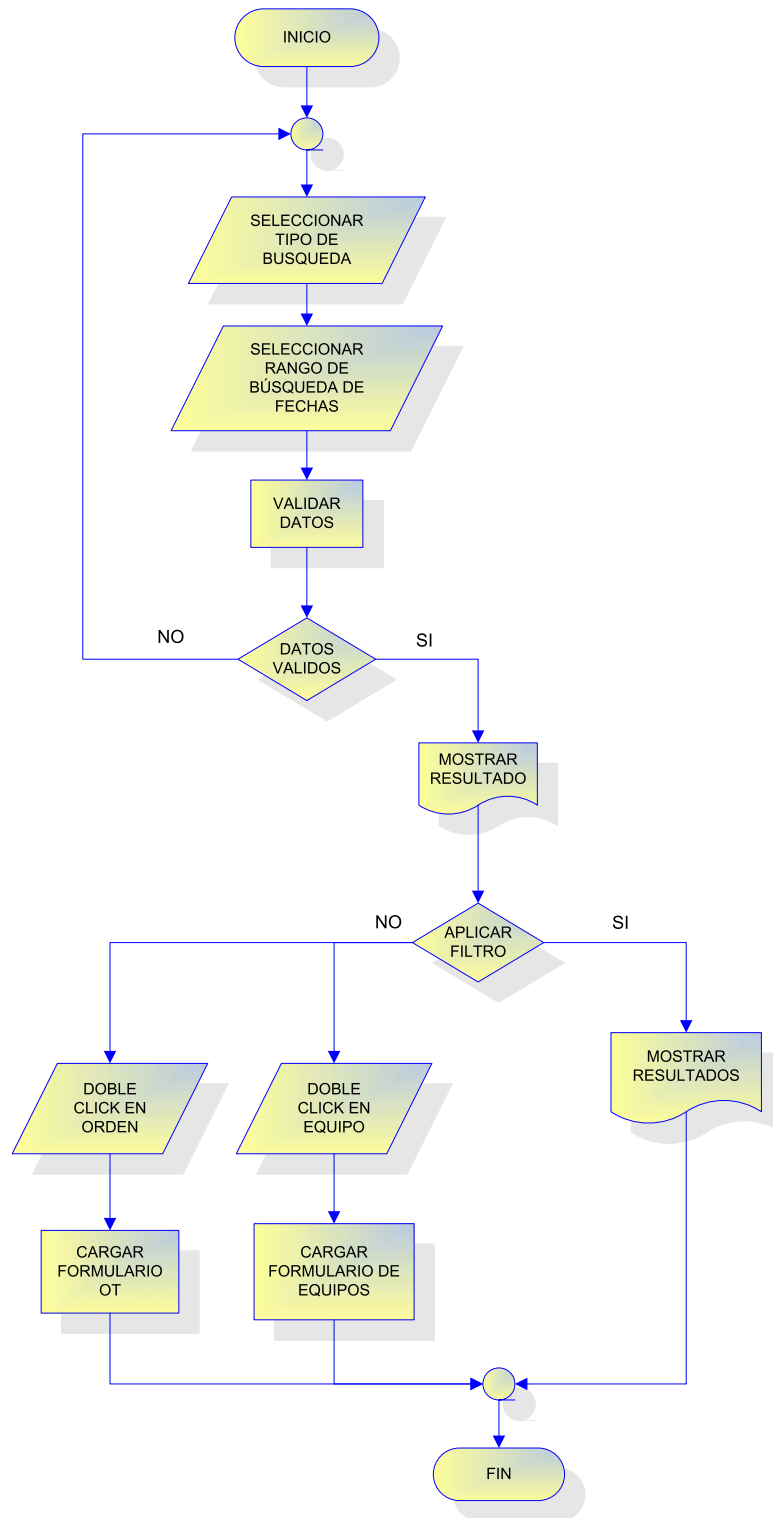 INICIO
SELECCIONAR
TIPO DE
BUSQUEDA
SELECCIONAR
RANGO DE
BÚSQUEDA DE
FECHAS
VALIDAR
DATOS
NO
DATOS
VALIDOS
SI
MOSTRAR
RESULTADO
NO
APLICAR
FILTRO
SI
DOBLE
CLICK EN
ORDEN
DOBLE
CLICK EN
EQUIPO
MOSTRAR
RESULTADOS
CARGAR
FORMULARIO
OT
CARGAR
FORMULARIO DE
EQUIPOS
FIN